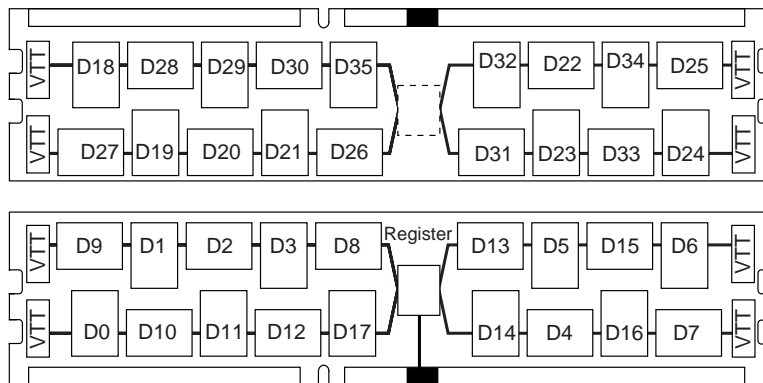 VTT D18 D28 D29 D30 D35 D32 D22 D34 D25 VTT
VTT D27 D19 D20 D21 D26 D31 D23 D33 D24 VTT
Register
VTT D9 D1 D2 D3 D8 D13 D5 D15 D6 VTT
VTT D0 D10 D11 D12 D17 D14 D4 D16 D7 VTT